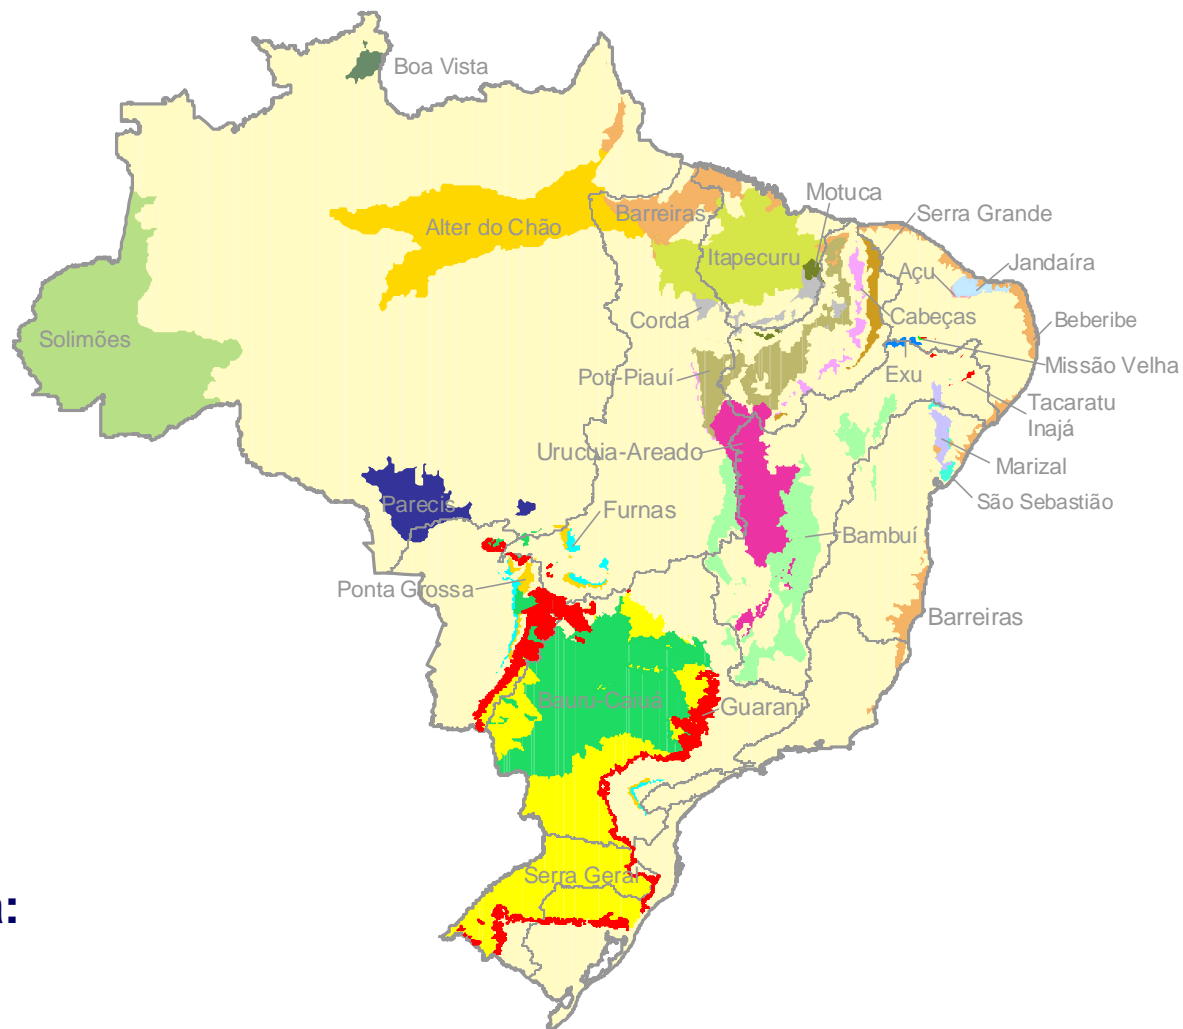 Boa Vista
Motuca
Serra Grande
Barreiras
Alter do Chão
Itapecuru
Açu
Jandaíra
Corda
Cabeças
Beberibe
Solimões
Missão Velha
Poti-Piauí
Exu
Tacaratu
Inajá
Urucuia-Areado
Marizal
São Sebastião
Parecis
Furnas
Bambuí
Ponta Grossa
Barreiras
Bauru-Caiuá
Guarani
Serra Geral